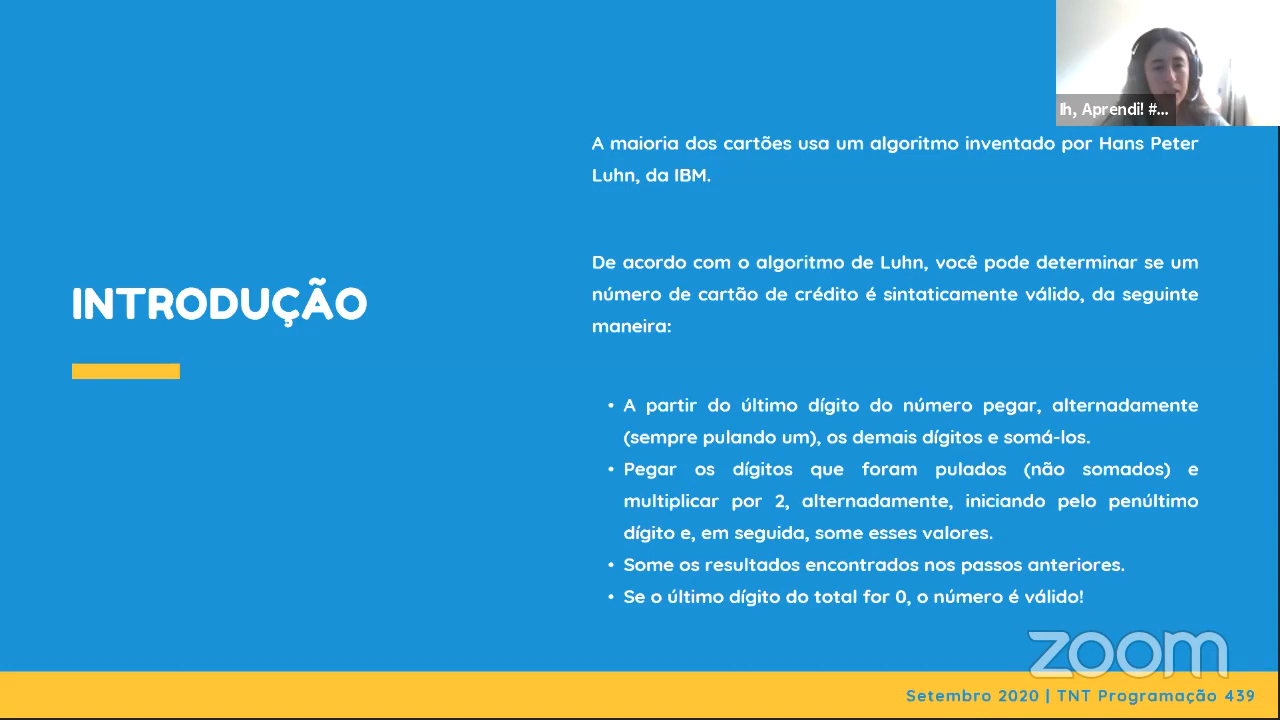 Ih, Aprendi! #...
A maioria dos cartões usa um algoritmo inventado por Hans Peter
Luhn, da IBM.
De acordo com o algoritmo de Luhn, você pode determinar se um
número de cartão de crédito é sintaticamente válido, da seguinte
maneira:
INTRODUÇÃO
• A partir do último dígito do número pegar, alternadamente
(sempre pulando um), os demais dígitos e somá-los.
• Pegar os dígitos que foram pulados (não somados) e
multiplicar por 2, alternadamente, iniciando pelo penúltimo
dígito e, em seguida, some esses valores.
• Some os resultados encontrados nos passos anteriores.
• Se o último dígito do total for 0, o número é válido!
zoom
Setembro 2020 | TNT Programação 439